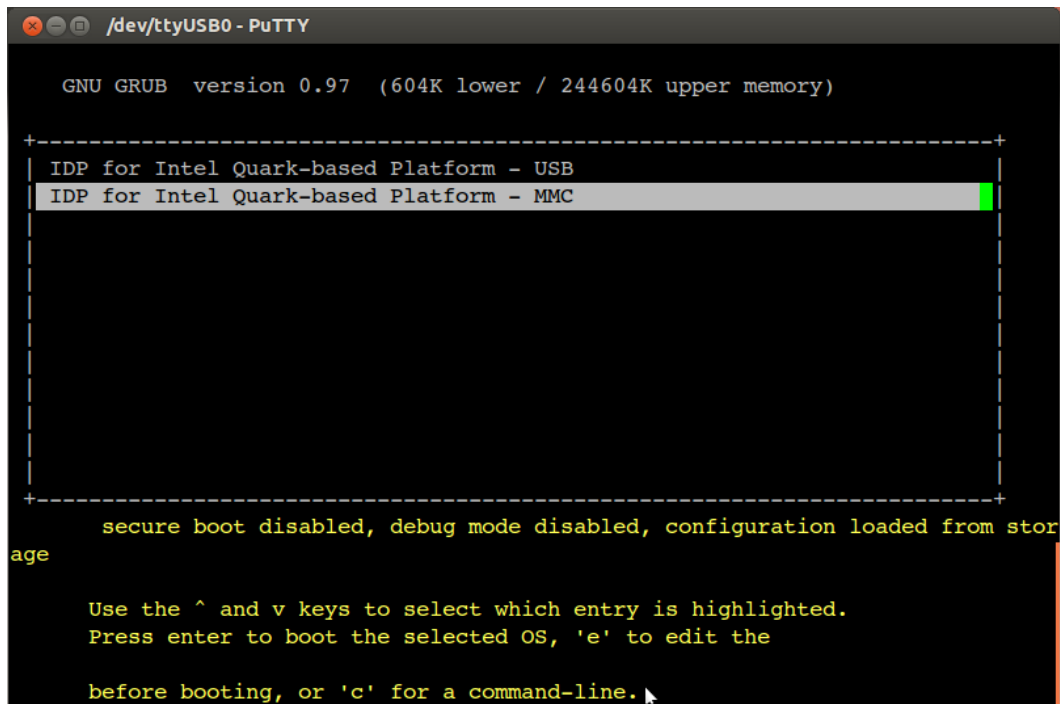 /dev/ttyUSB0 - PuTTY
GNU GRUB  version 0.97  (604K lower / 244604K upper memory)
+-------------------------------------------------------------------------+
| IDP for Intel Quark-based Platform - USB |
| IDP for Intel Quark-based Platform - MMC |
+-------------------------------------------------------------------------+
secure boot disabled, debug mode disabled, configuration loaded from stor
age
Use the ^ and v keys to select which entry is highlighted.
Press enter to boot the selected OS, 'e' to edit the
before booting, or 'c' for a command-line.